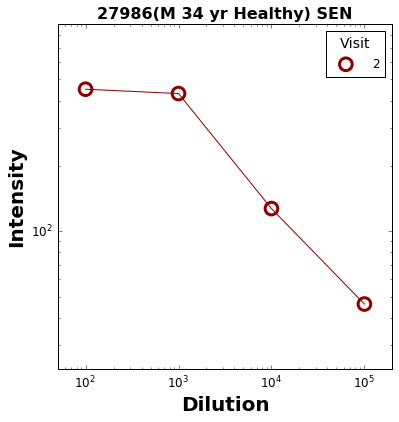 27986(M 34 yr Healthy) SEN
Visit
2
Intensity
10²
10² 10³ 10⁴ 10⁵
Dilution